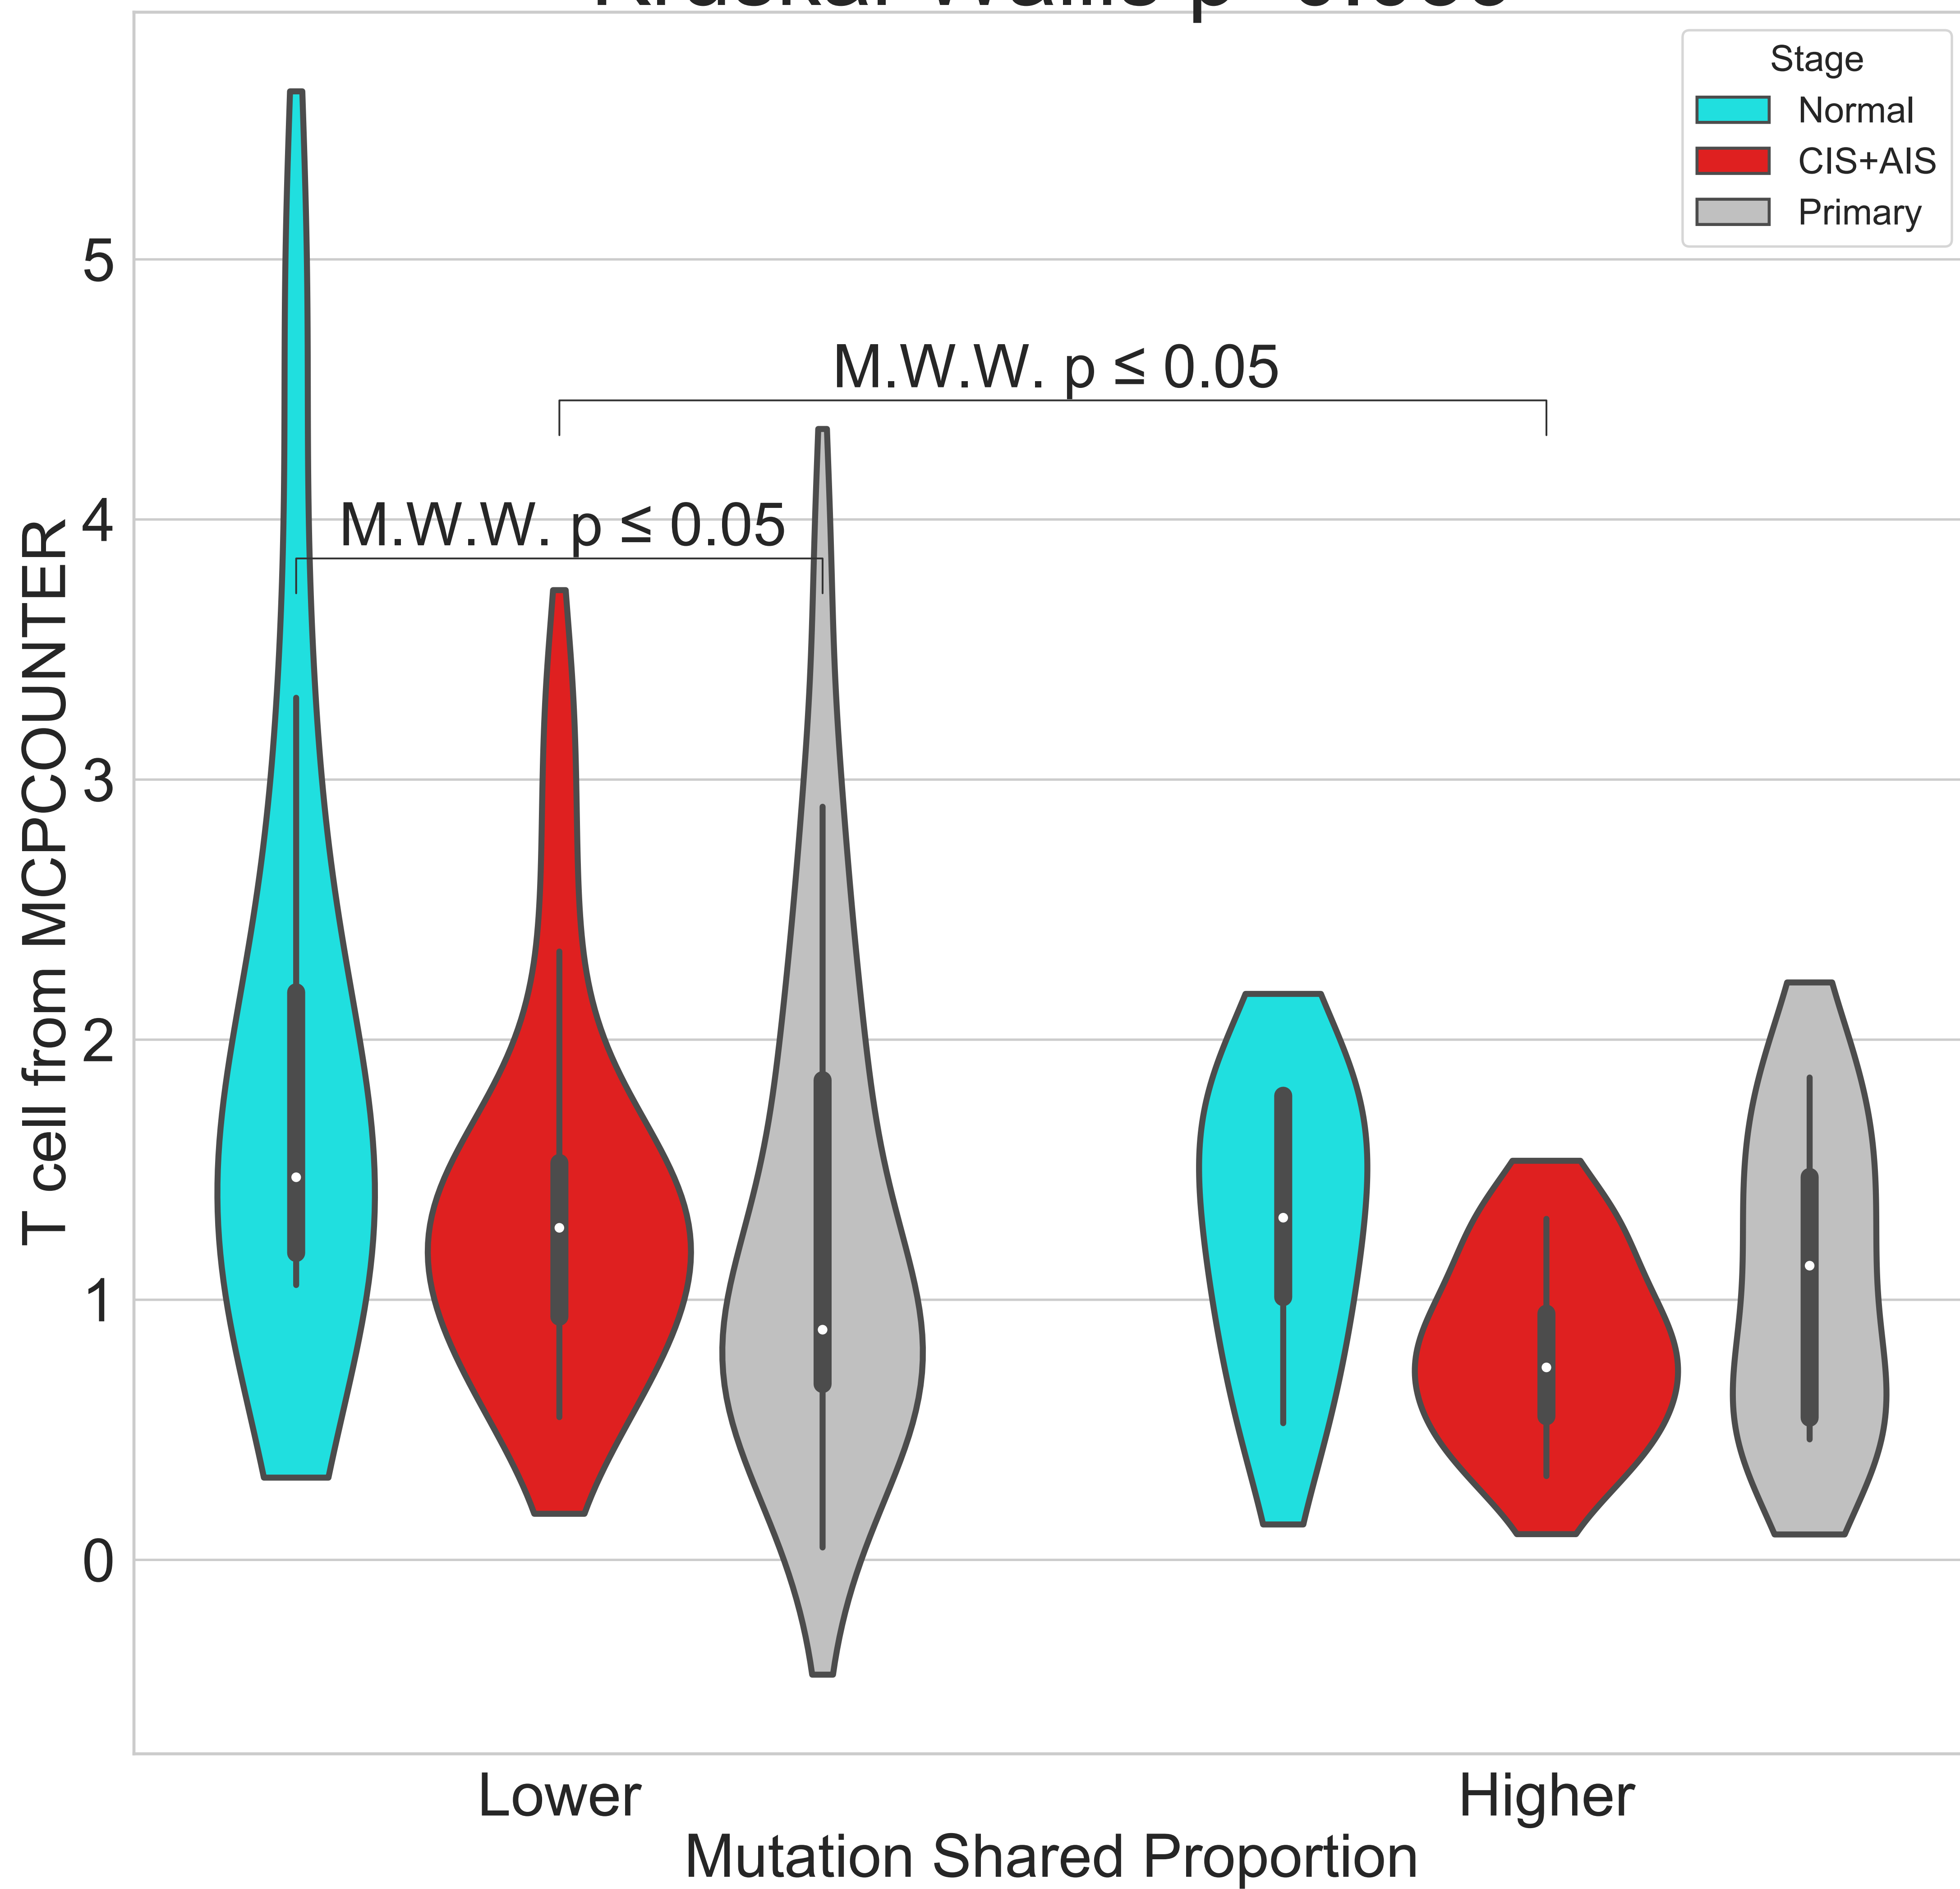 Stage
Normal
CIS+AIS
Primary
5
M.W.W. p ≤ 0.05
4
M.W.W. p ≤ 0.05
3
2
1
0
T cell from MCPCOUNTER
Lower
Higher
Mutation Shared Proportion